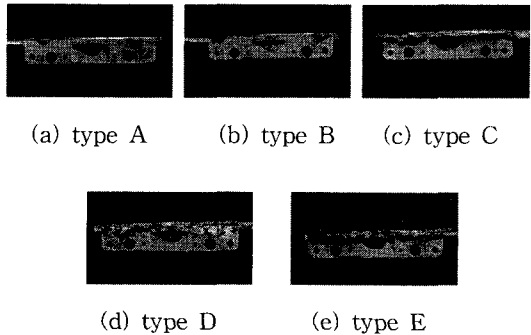 (a) type A
(b) type B
(c) type C
(d) type D
(e) type E